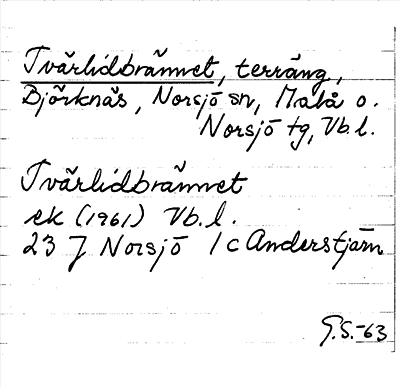 Tvärlidbrännet, terräng,
Björknäs, Norsjö sn, Malå o.
Norsjö tg, Vb.l.
Tvärlidbrännet
ek (1961) Vb.l.
23 J Norsjö 1c Anderstjärn
G.S.-63